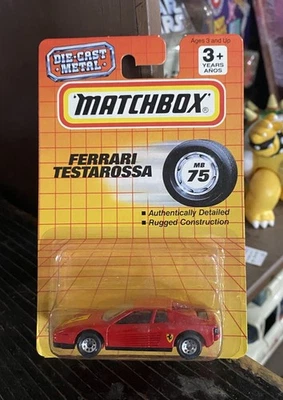 DIE-CAST
METAL
Ages 3 and Up
3+
YEARS
AÑOS
MATCHBOX®
FERRARI
TESTAROSSA
MB
75
■ Authentically Detailed
■ Rugged Construction